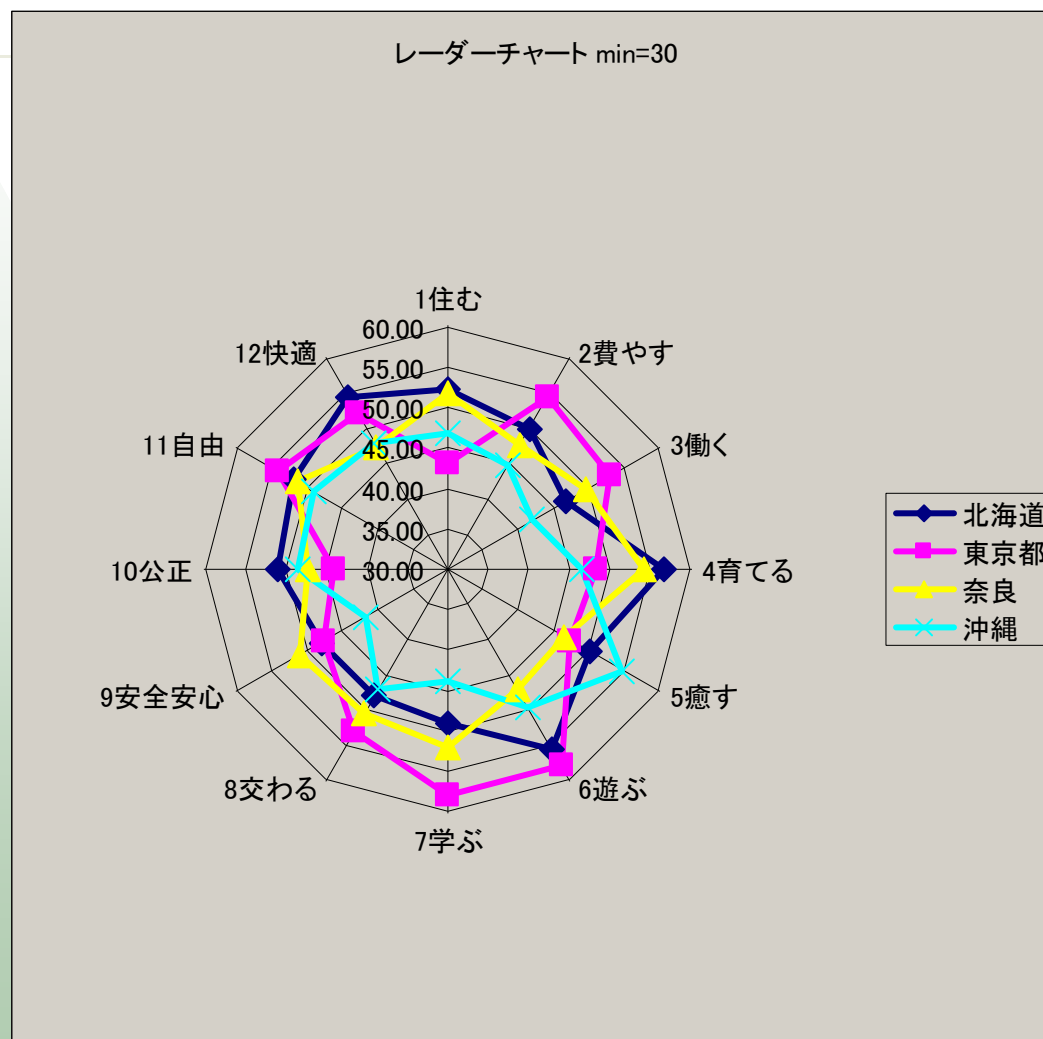 レーダーチャート min=30
1住む
2費やす
3働く
4育てる
5癒す
6遊ぶ
7学ぶ
8交わる
9安全安心
10公正
11自由
12快適
60.00
55.00
50.00
45.00
40.00
35.00
30.00
北海道
東京都
奈良
沖縄